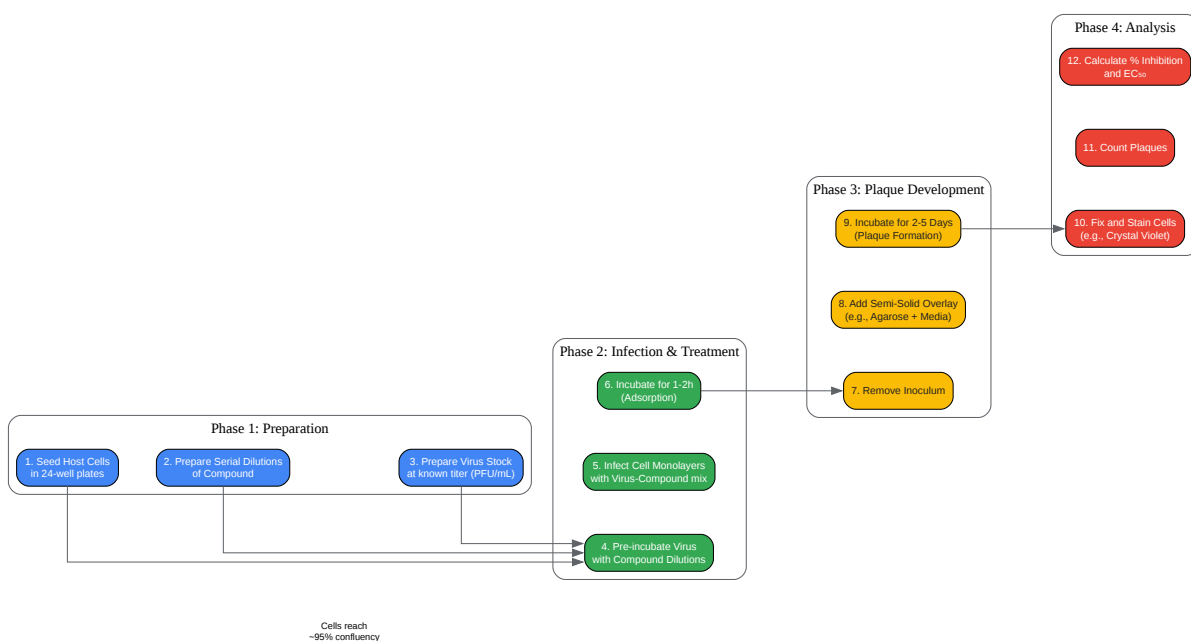 Phase 1: Preparation
1. Seed Host Cells
in 24-well plates
2. Prepare Serial Dilutions
of Compound
3. Prepare Virus Stock
at known titer (PFU/mL)
Phase 2: Infection & Treatment
6. Incubate for 1-2h
(Adsorption)
5. Infect Cell Monolayers
with Virus-Compound mix
4. Pre-incubate Virus
with Compound Dilutions
Phase 3: Plaque Development
9. Incubate for 2-5 Days
(Plaque Formation)
8. Add Semi-Solid Overlay
(e.g., Agarose + Media)
7. Remove Inoculum
Phase 4: Analysis
12. Calculate % Inhibition
and EC₅₀
11. Count Plaques
10. Fix and Stain Cells
(e.g., Crystal Violet)
Cells reach
~95% confluency